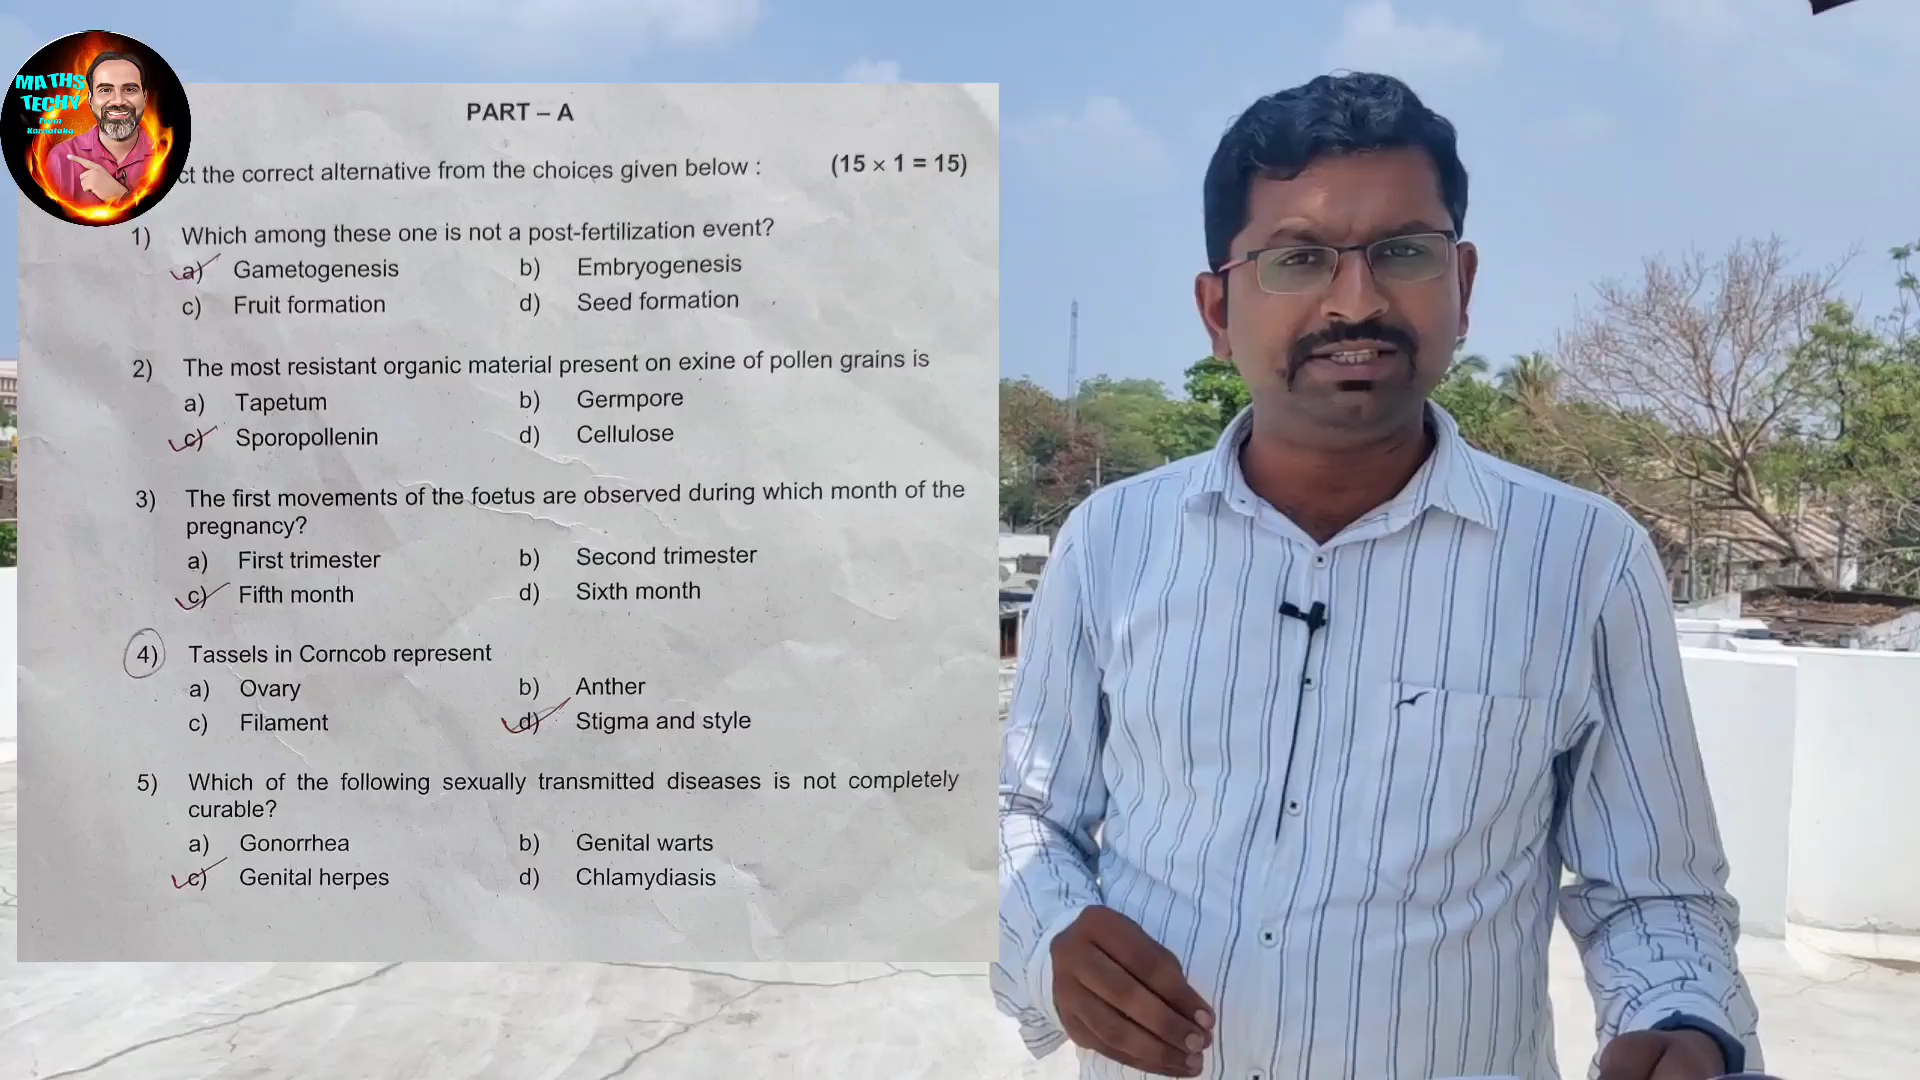 MATHS
TECHY
From
Karnataka
PART – A
ct the correct alternative from the choices given below : (15 × 1 = 15)
1) Which among these one is not a post-fertilization event?
a) Gametogenesis b) Embryogenesis
c) Fruit formation d) Seed formation
2) The most resistant organic material present on exine of pollen grains is
a) Tapetum b) Germpore
c) Sporopollenin d) Cellulose
3) The first movements of the foetus are observed during which month of the
pregnancy?
a) First trimester b) Second trimester
c) Fifth month d) Sixth month
4) Tassels in Corncob represent
a) Ovary b) Anther
c) Filament d) Stigma and style
5) Which of the following sexually transmitted diseases is not completely
curable?
a) Gonorrhea b) Genital warts
c) Genital herpes d) Chlamydiasis